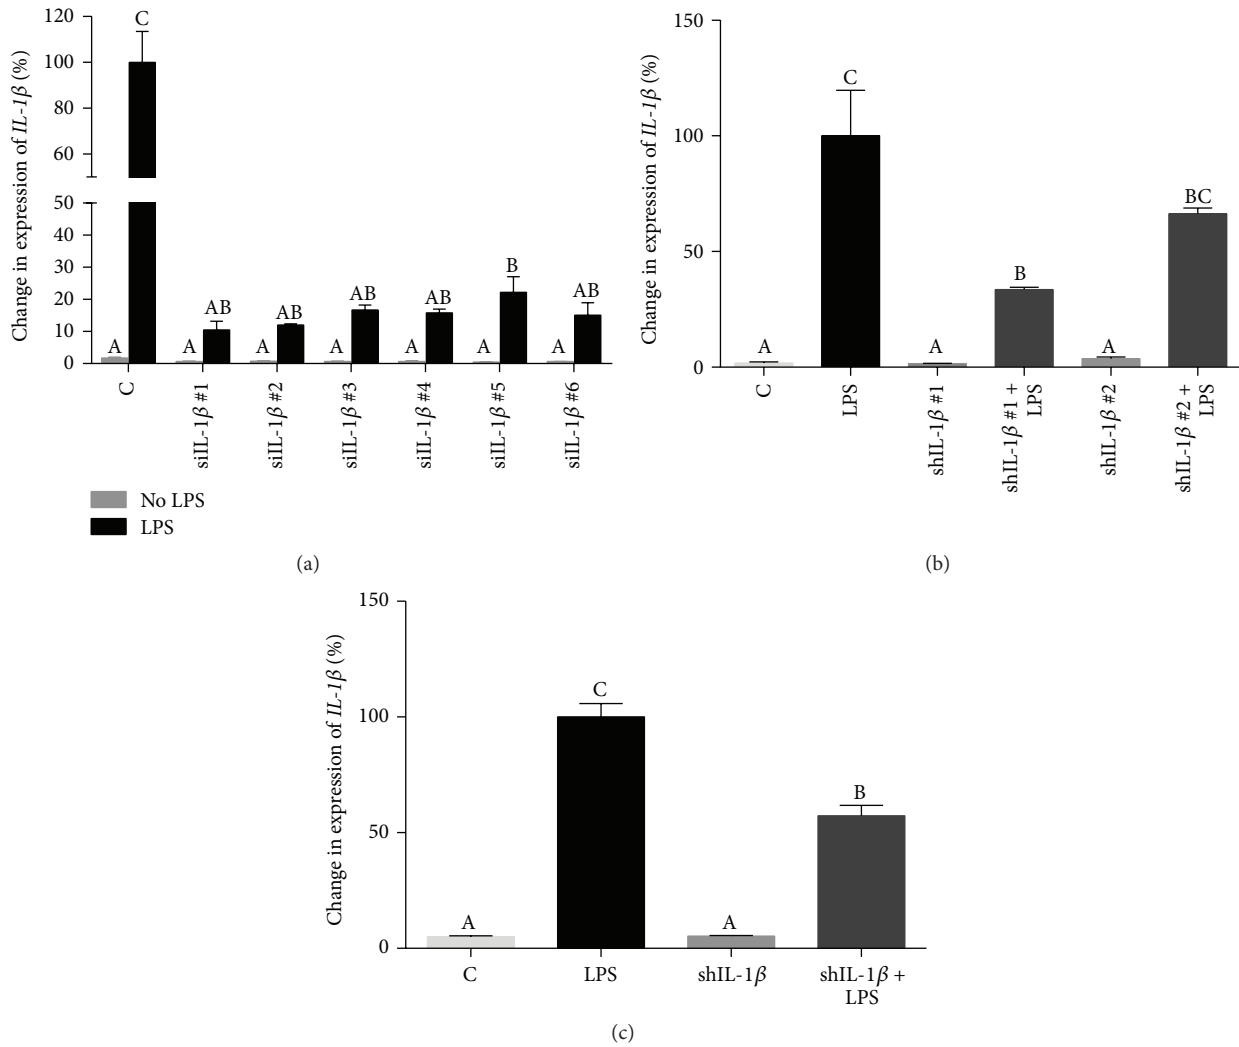 Change in expression of IL-1β (%)
120
100
80
60
50
40
30
20
10
0
C
A
A
AB
A
AB
A
AB
A
AB
A
B
A
AB
C
siIL-1β #1
siIL-1β #2
siIL-1β #3
siIL-1β #4
siIL-1β #5
siIL-1β #6
No LPS
LPS
(a)
Change in expression of IL-1β (%)
150
100
50
0
A
C
A
B
A
BC
C
LPS
shIL-1β #1
shIL-1β #1 +
LPS
shIL-1β #2
shIL-1β #2 +
LPS
(b)
Change in expression of IL-1β (%)
150
100
50
0
A
C
A
B
C
LPS
shIL-1β
shIL-1β +
LPS
(c)